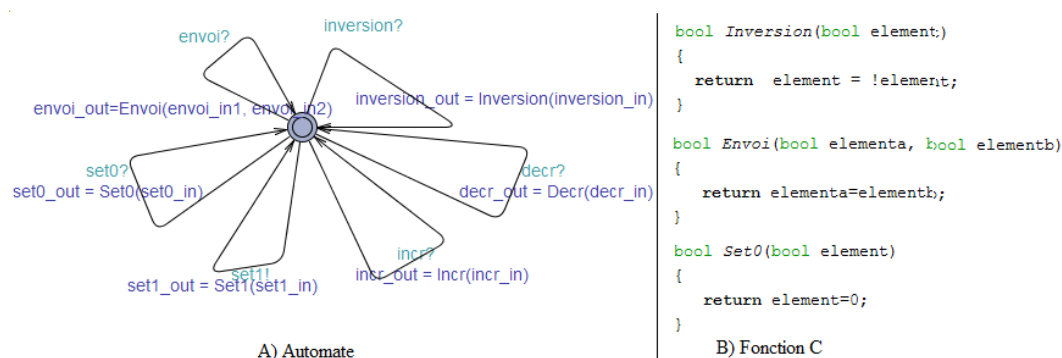 envoi?
inversion?
envoi_out=Envoi(envoi_in1, envoi_in2)
inversion_out = Inversion(inversion_in)
set0?
set0_out = Set0(set0_in)
decr?
decr_out = Decr(decr_in)
set1!
set1_out = Set1(set1_in)
incr?
incr_out = Incr(incr_in)
A) Automate
bool Inversion(bool element)
{
return element = !element;
}
bool Envoi(bool elementa, bool elementb)
{
return elementa=elementb;
}
bool Set0(bool element)
{
return element=0;
}
B) Fonction C